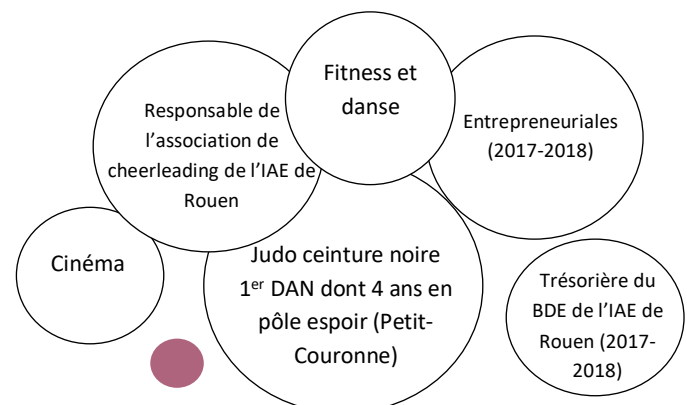 Fitness et
danse
Responsable de
l’association de
cheerleading de l’IAE de
Rouen
Entrepreneuriales
(2017-2018)
Cinéma
Judo ceinture noire
1er DAN dont 4 ans en
pôle espoir (Petit-
Couronne)
Trésorière du
BDE de l’IAE de
Rouen (2017-
2018)